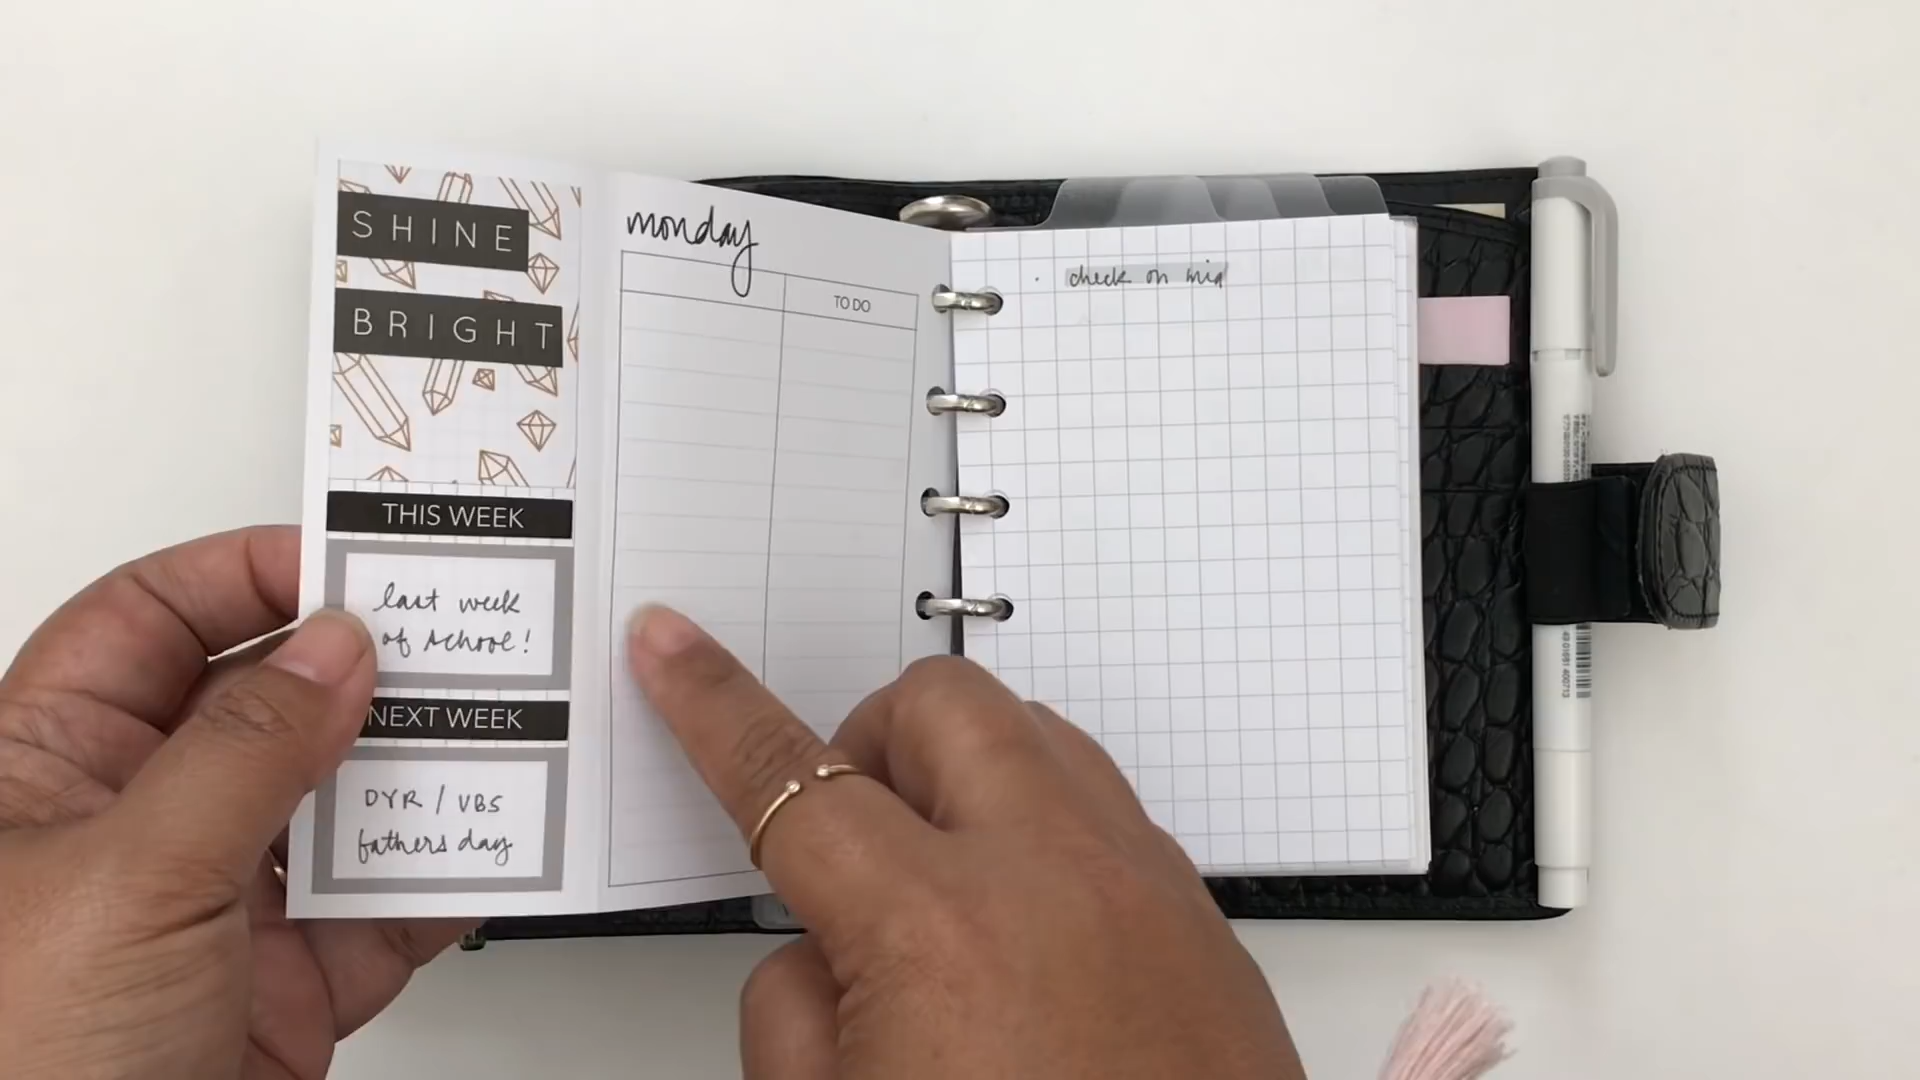 SHINE
BRIGHT
THIS WEEK
last week
of school!
NEXT WEEK
DYR / VBS
fathers day
monday
TO DO
· check on mia